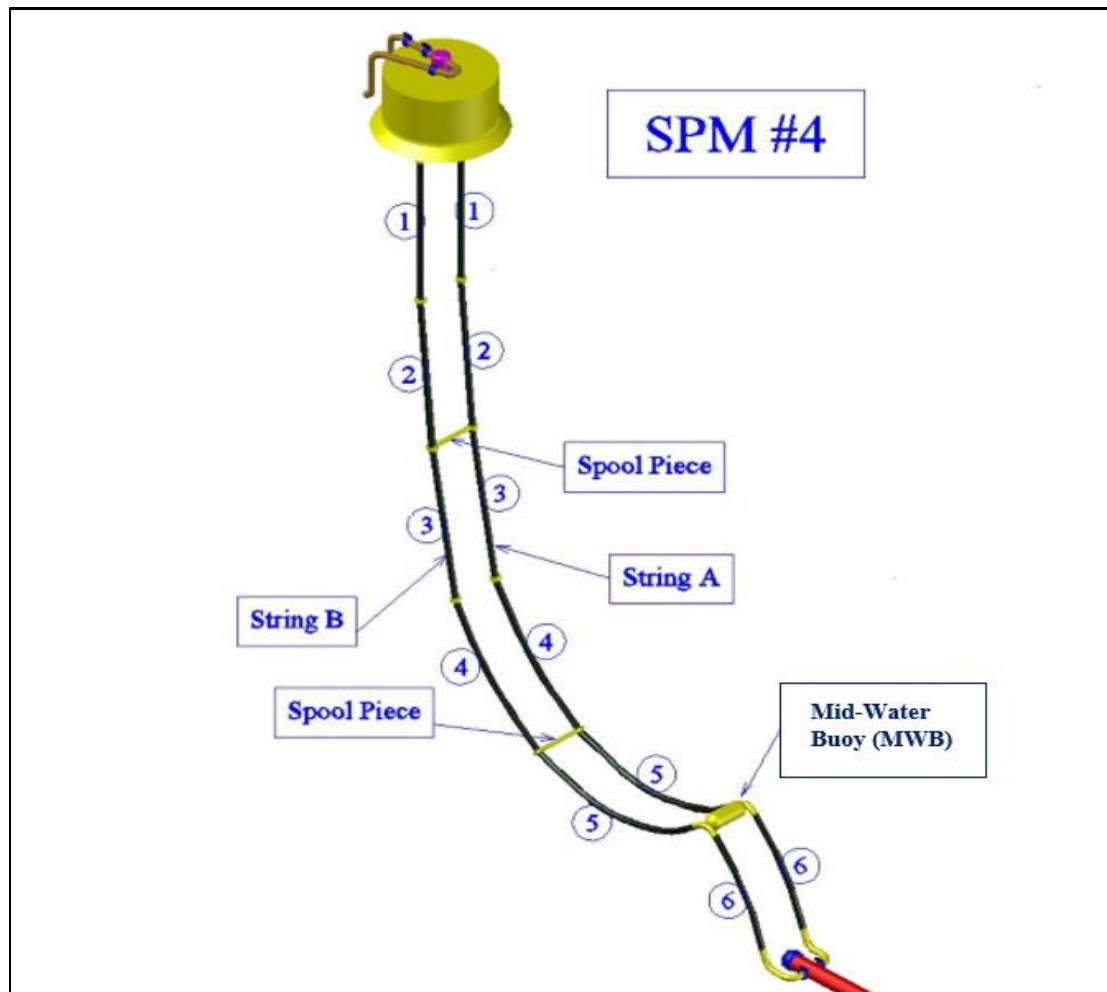 SPM #4
1
1
2
2
Spool Piece
3
3
String A
String B
4
4
Spool Piece
Mid-Water
Buoy (MWB)
5
5
6
6